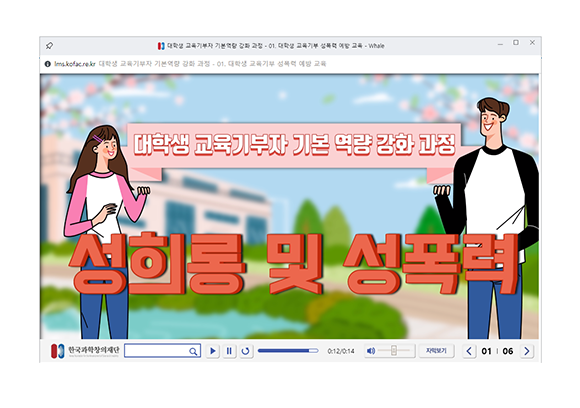 대학생 교육기부자 기본역량 강화 과정 - 01. 대학생 교육기부 성폭력 예방 교육 - Whale
lms.kofac.re.kr 대학생 교육기부자 기본역량 강화 과정 - 01. 대학생 교육기부 성폭력 예방 교육
대학생 교육기부자 기본 역량 강화 과정
성희롱 및 성폭력
한국과학창의재단
0:12/0:14
자막보기
01 | 06